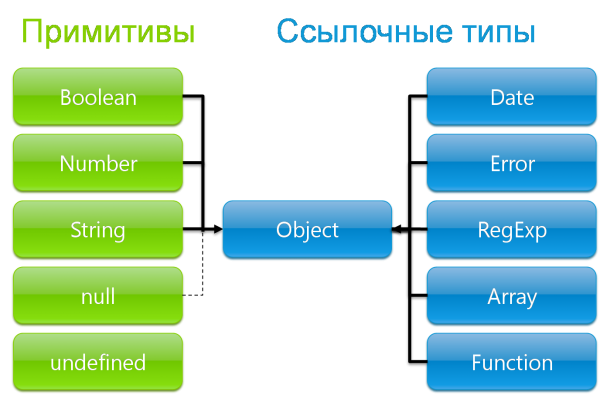 Примитивы
Ссылочные типы
Boolean
Number
String
null
undefined
Object
Date
Error
RegExp
Array
Function